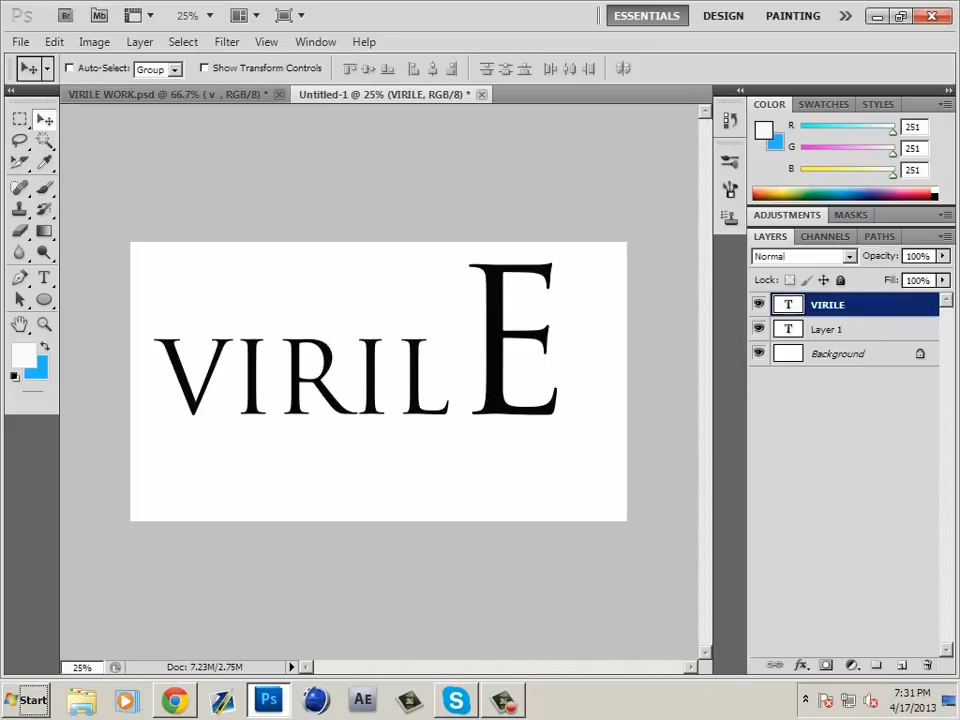 Ps Br Mb 25% ESSENTIALS DESIGN PAINTING
File Edit Image Layer Select Filter View Window Help
Auto-Select: Group Show Transform Controls
VIRILE WORK.psd @ 66.7% ( v , RGB/8) * Untitled-1 @ 25% (VIRILE, RGB/8) *
COLOR SWATCHES STYLES
R 251
G 251
B 251
ADJUSTMENTS MASKS
LAYERS CHANNELS PATHS
Normal Opacity: 100%
Lock: Fill: 100%
T VIRILE
T Layer 1
Background
VIRILE
T
25% Doc: 7.23M/2.75M
fx.
Start Ps AE S 7:31 PM
4/17/2013